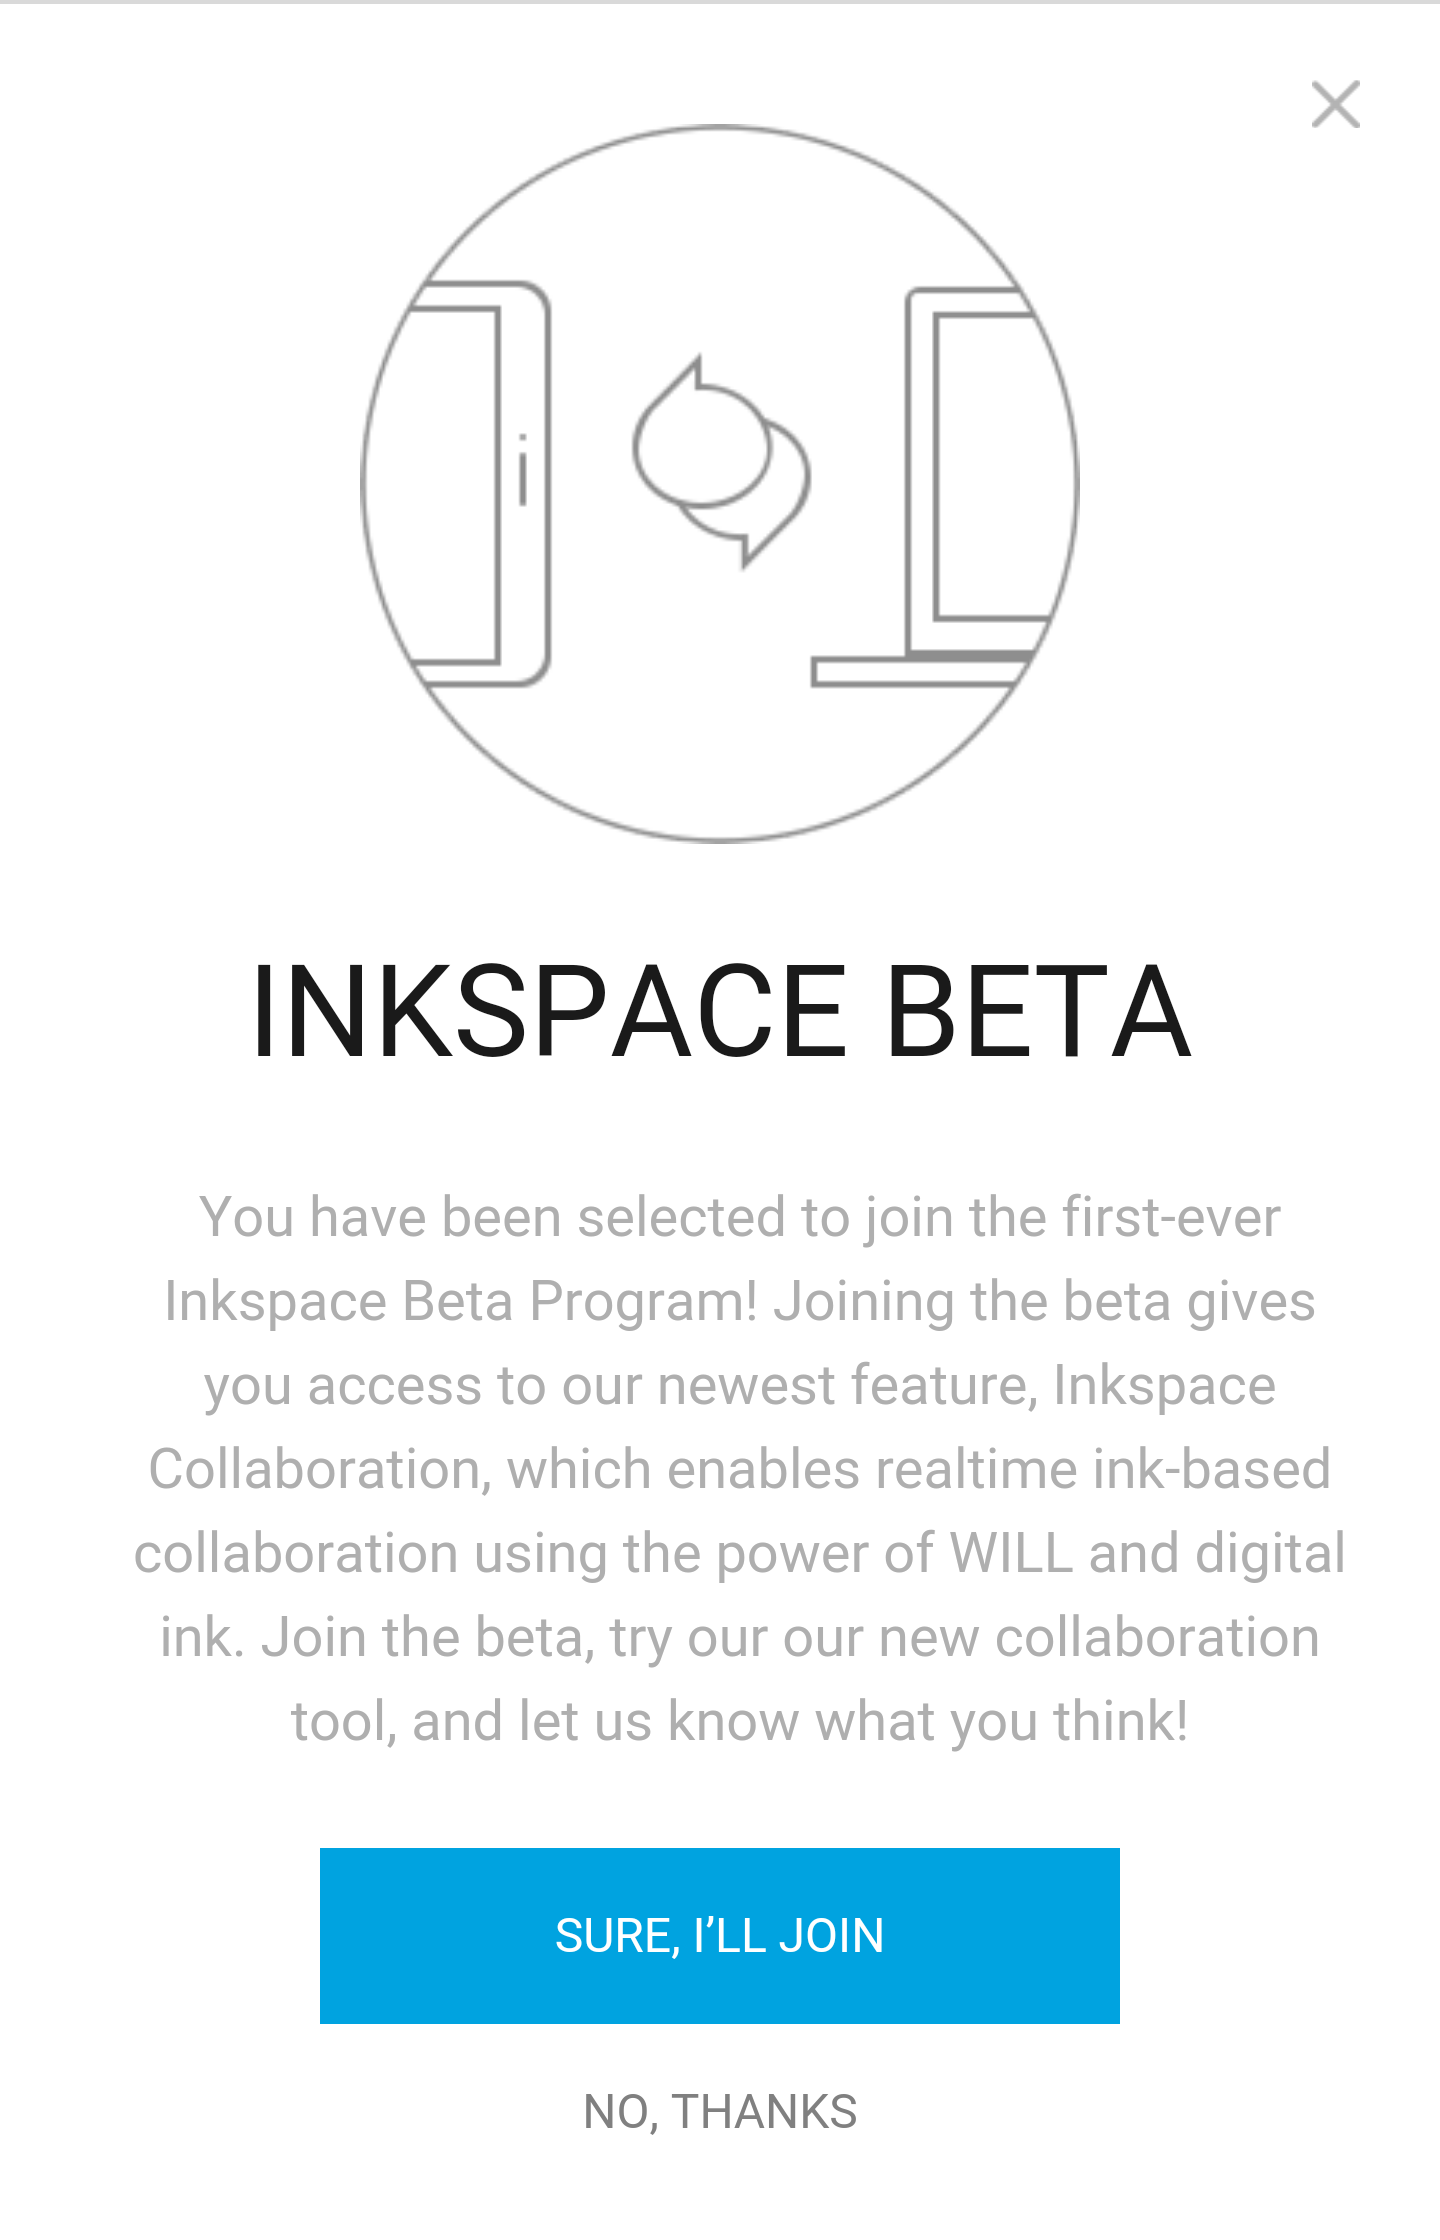 INKSPACE BETA
You have been selected to join the first-ever
Inkspace Beta Program! Joining the beta gives
you access to our newest feature, Inkspace
Collaboration, which enables realtime ink-based
collaboration using the power of WILL and digital
ink. Join the beta, try our our new collaboration
tool, and let us know what you think!
SURE, I’LL JOIN
NO, THANKS